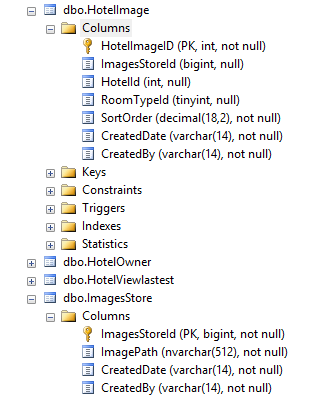 dbo.HotelImage
Columns
HotelImageID (PK, int, not null)
ImagesStoreId (bigint, null)
HotelId (int, null)
RoomTypeId (tinyint, null)
SortOrder (decimal(18,2), not null)
CreatedDate (varchar(14), not null)
CreatedBy (varchar(14), not null)
Keys
Constraints
Triggers
Indexes
Statistics
dbo.HotelOwner
dbo.HotelViewlastest
dbo.ImagesStore
Columns
ImagesStoreId (PK, bigint, not null)
ImagePath (nvarchar(512), not null)
CreatedDate (varchar(14), not null)
CreatedBy (varchar(14), not null)